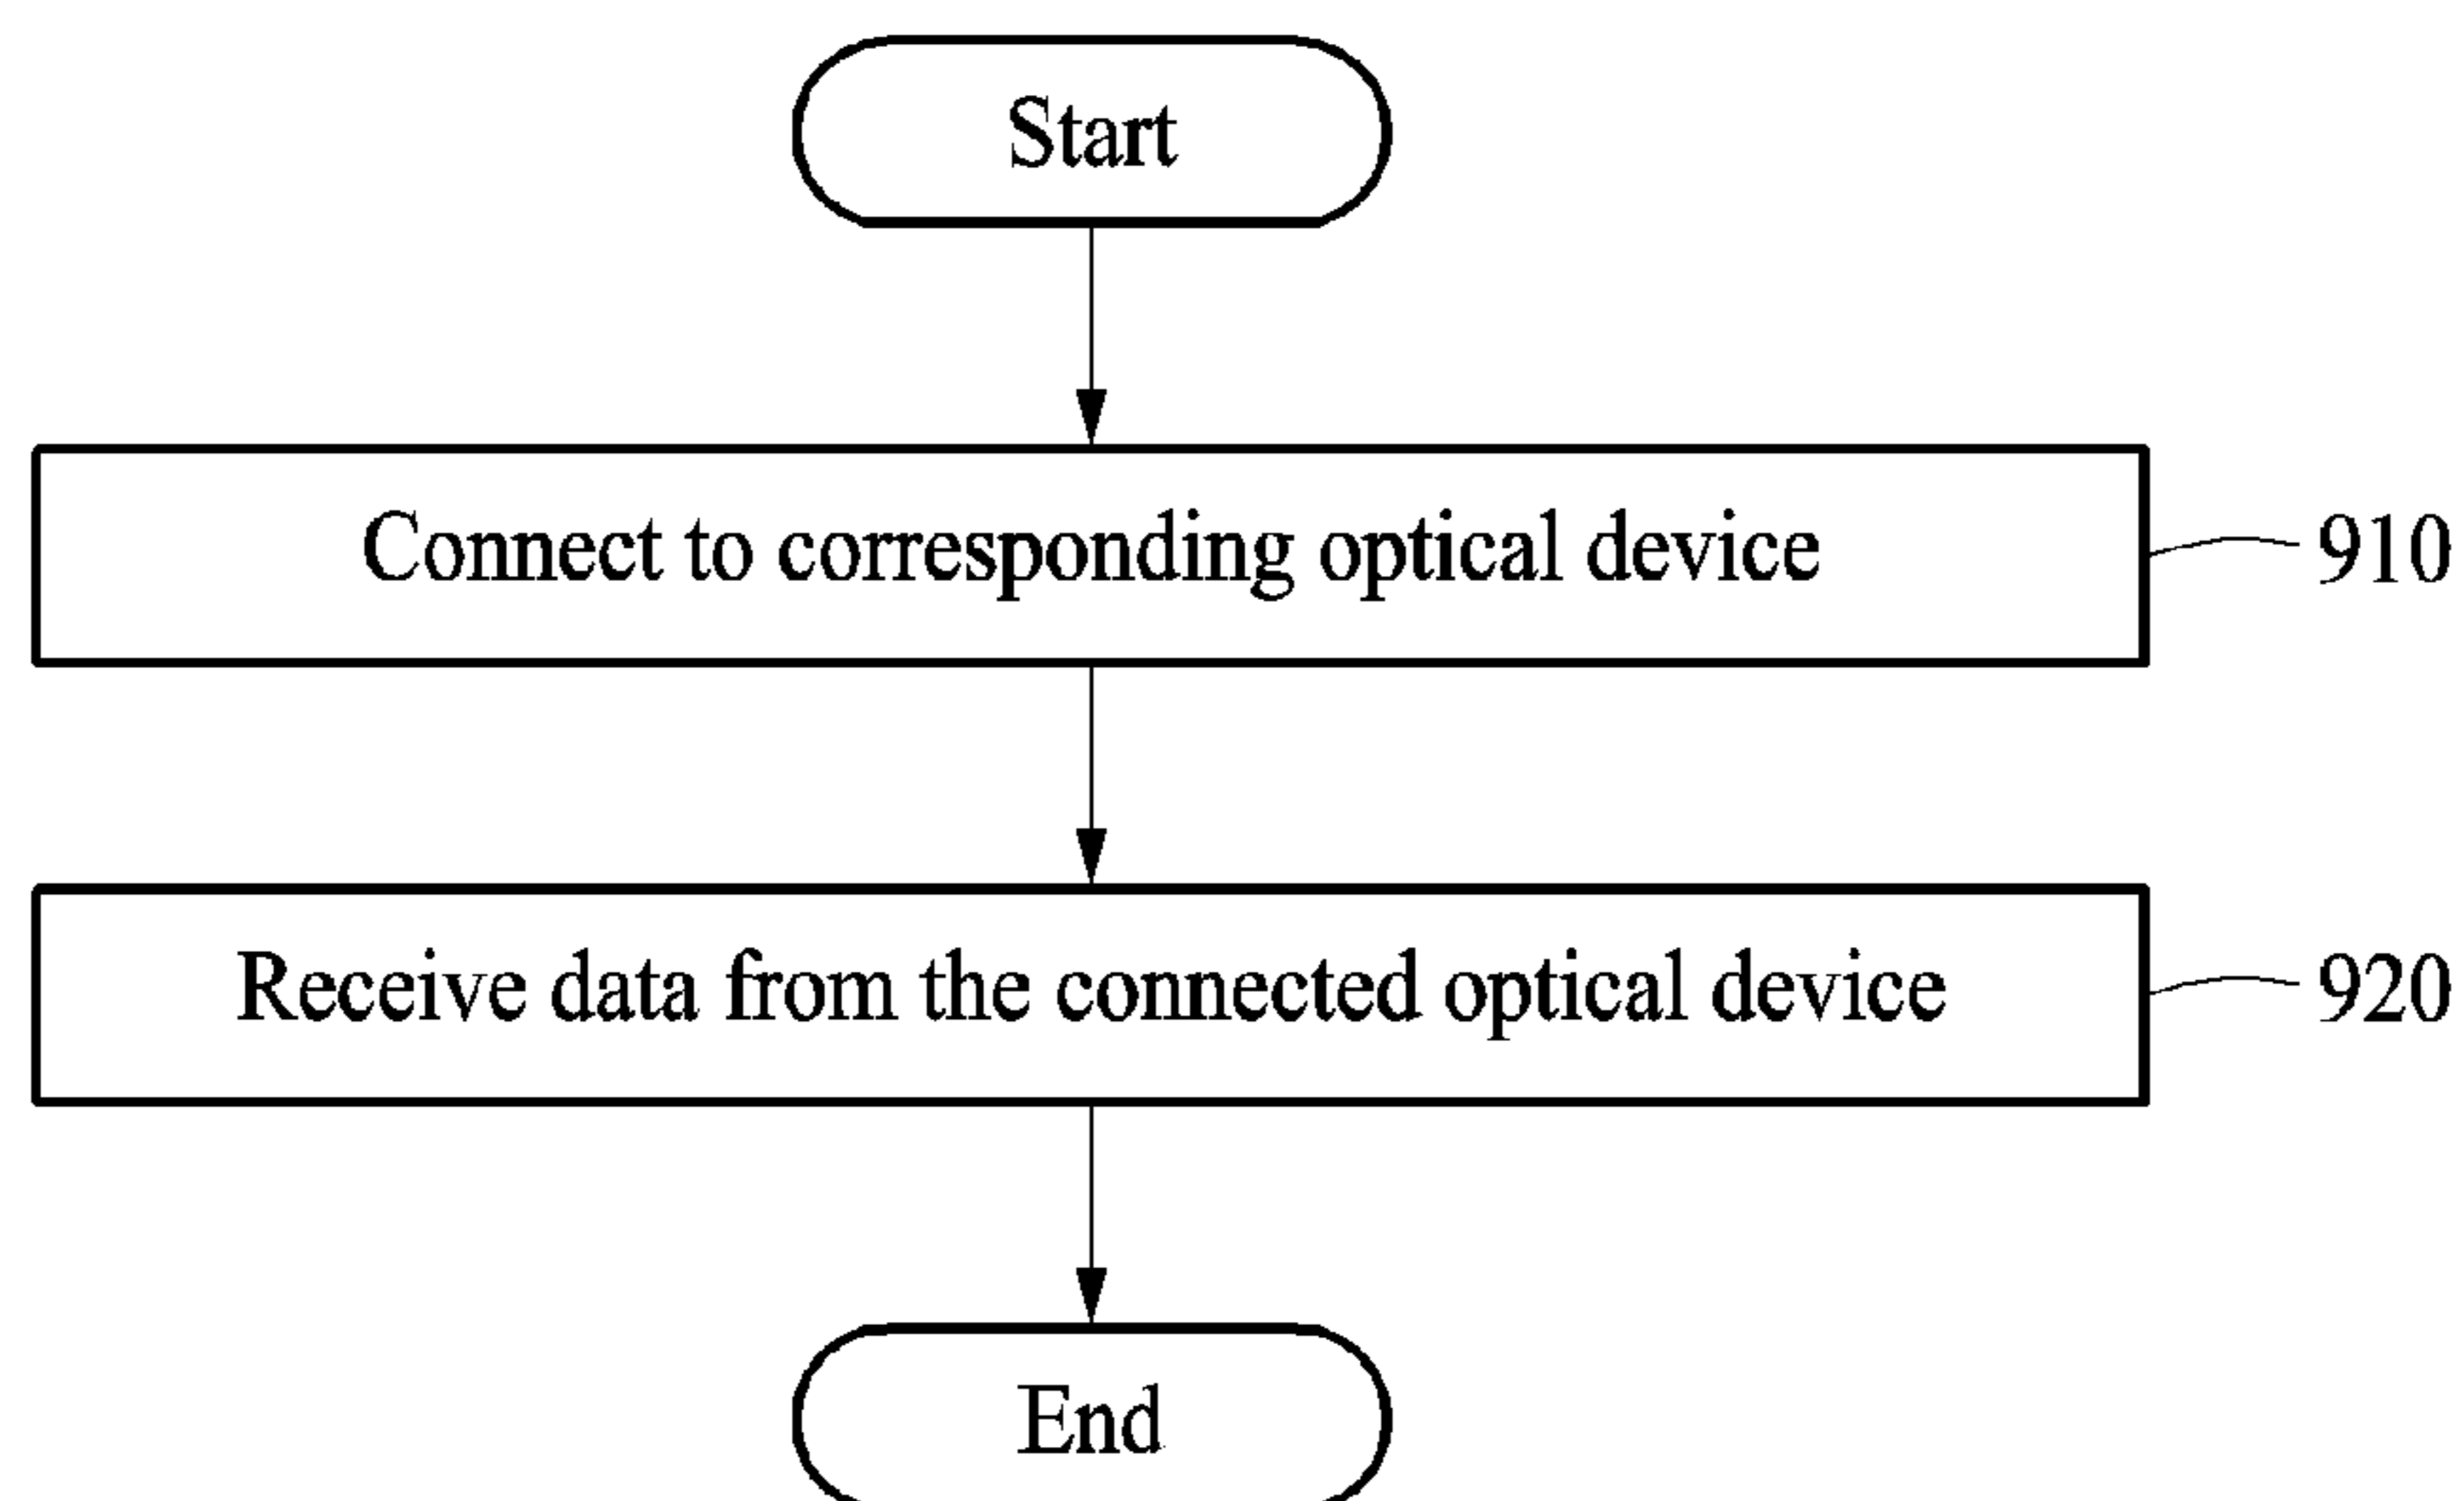 Start
Connect to corresponding optical device
910
Receive data from the connected optical device
920
End